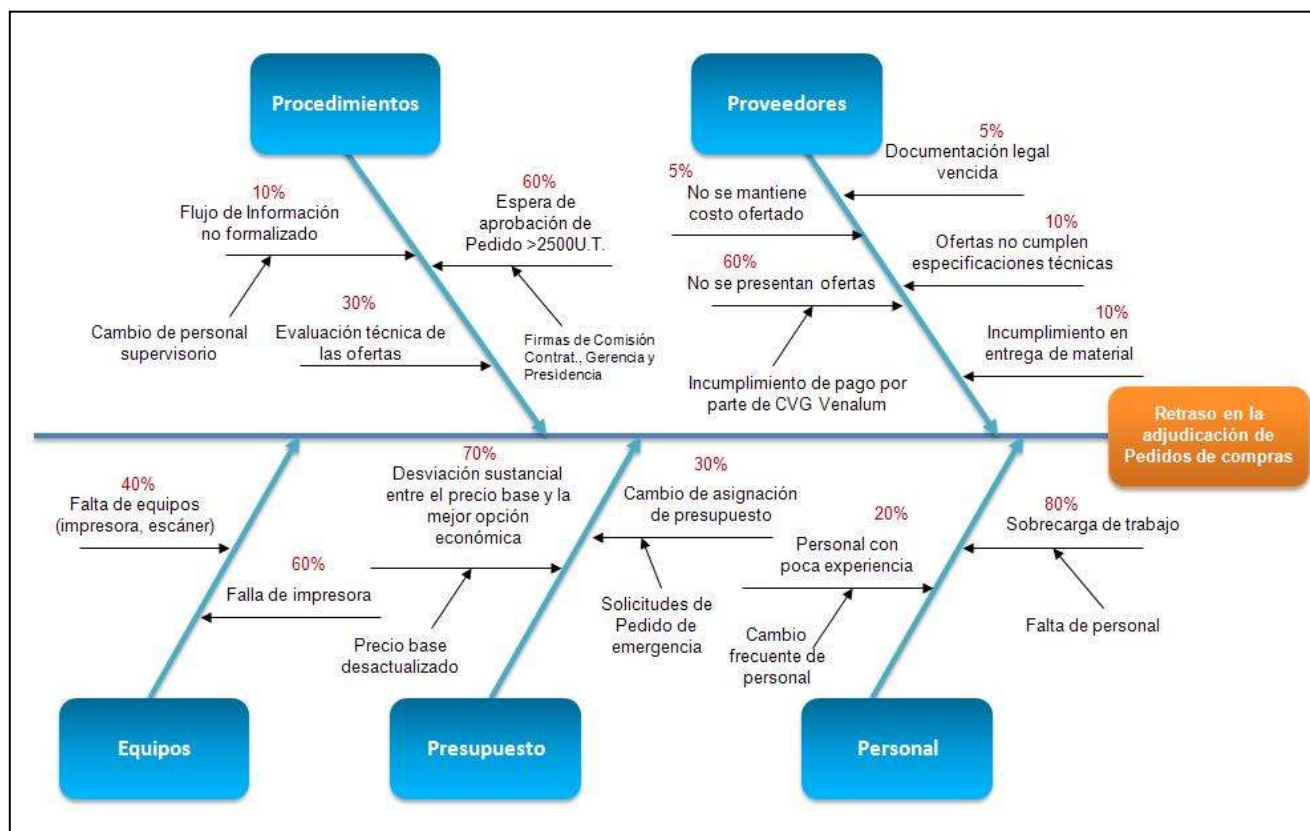 Procedimientos
Proveedores
10%
Flujo de Información
no formalizado
Cambio de personal
supervisorio
60%
Espera de
aprobación de
Pedido >2500U.T.
Firmas de Comisión
Contrat., Gerencia y
Presidencia
30%
Evaluación técnica de
las ofertas
5%
No se mantiene
costo ofertado
5%
Documentación legal
vencida
60%
No se presentan ofertas
Incumplimiento de pago por
parte de CVG Venalum
10%
Ofertas no cumplen
especificaciones técnicas
10%
Incumplimiento en
entrega de material
Retraso en la
adjudicación de
Pedidos de compras
40%
Falta de equipos
(impresora, escáner)
60%
Falla de impresora
70%
Desviación sustancial
entre el precio base y la
mejor opción
económica
Precio base
desactualizado
30%
Cambio de asignación
de presupuesto
Solicitudes de
Pedido de
emergencia
20%
Personal con
poca experiencia
Cambio
frecuente de
personal
80%
Sobrecarga de trabajo
Falta de personal
Equipos
Presupuesto
Personal